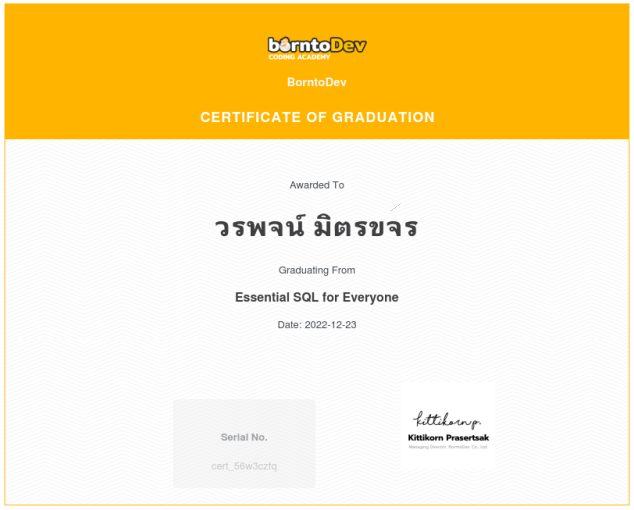 borntoDev
CODING ACADEMY
BorntoDev
CERTIFICATE OF GRADUATION
Awarded To
วรพจน์ มิตรขจร
Graduating From
Essential SQL for Everyone
Date: 2022-12-23
Serial No.
cert_56w3czfq
kittikorn p.
Kittikorn Prasertsak
Managing Director, BorntoDev Co., Ltd.